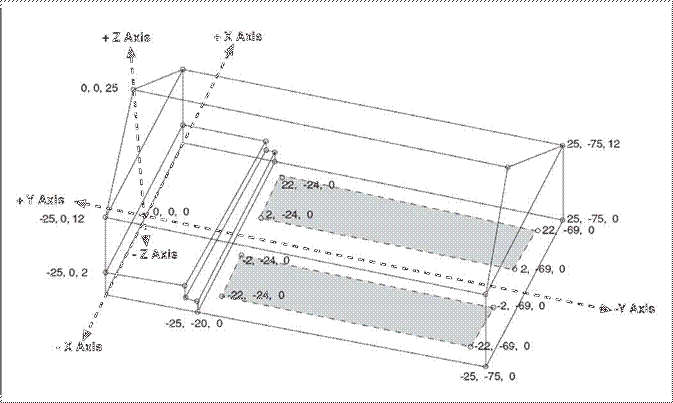 + Z Axis
+ X Axis
0, 0, 25
25, -75, 12
22, -24, 0
+ Y Axis
0, 0, 0
2, -24, 0
-25, 0, 12
25, -75, 0
22, -69, 0
- Z Axis
-2, -24, 0
2, -69, 0
-25, 0, 2
-22, -24, 0
-2, -69, 0
-Y Axis
-25, -20, 0
- X Axis
-22, -69, 0
-25, -75, 0